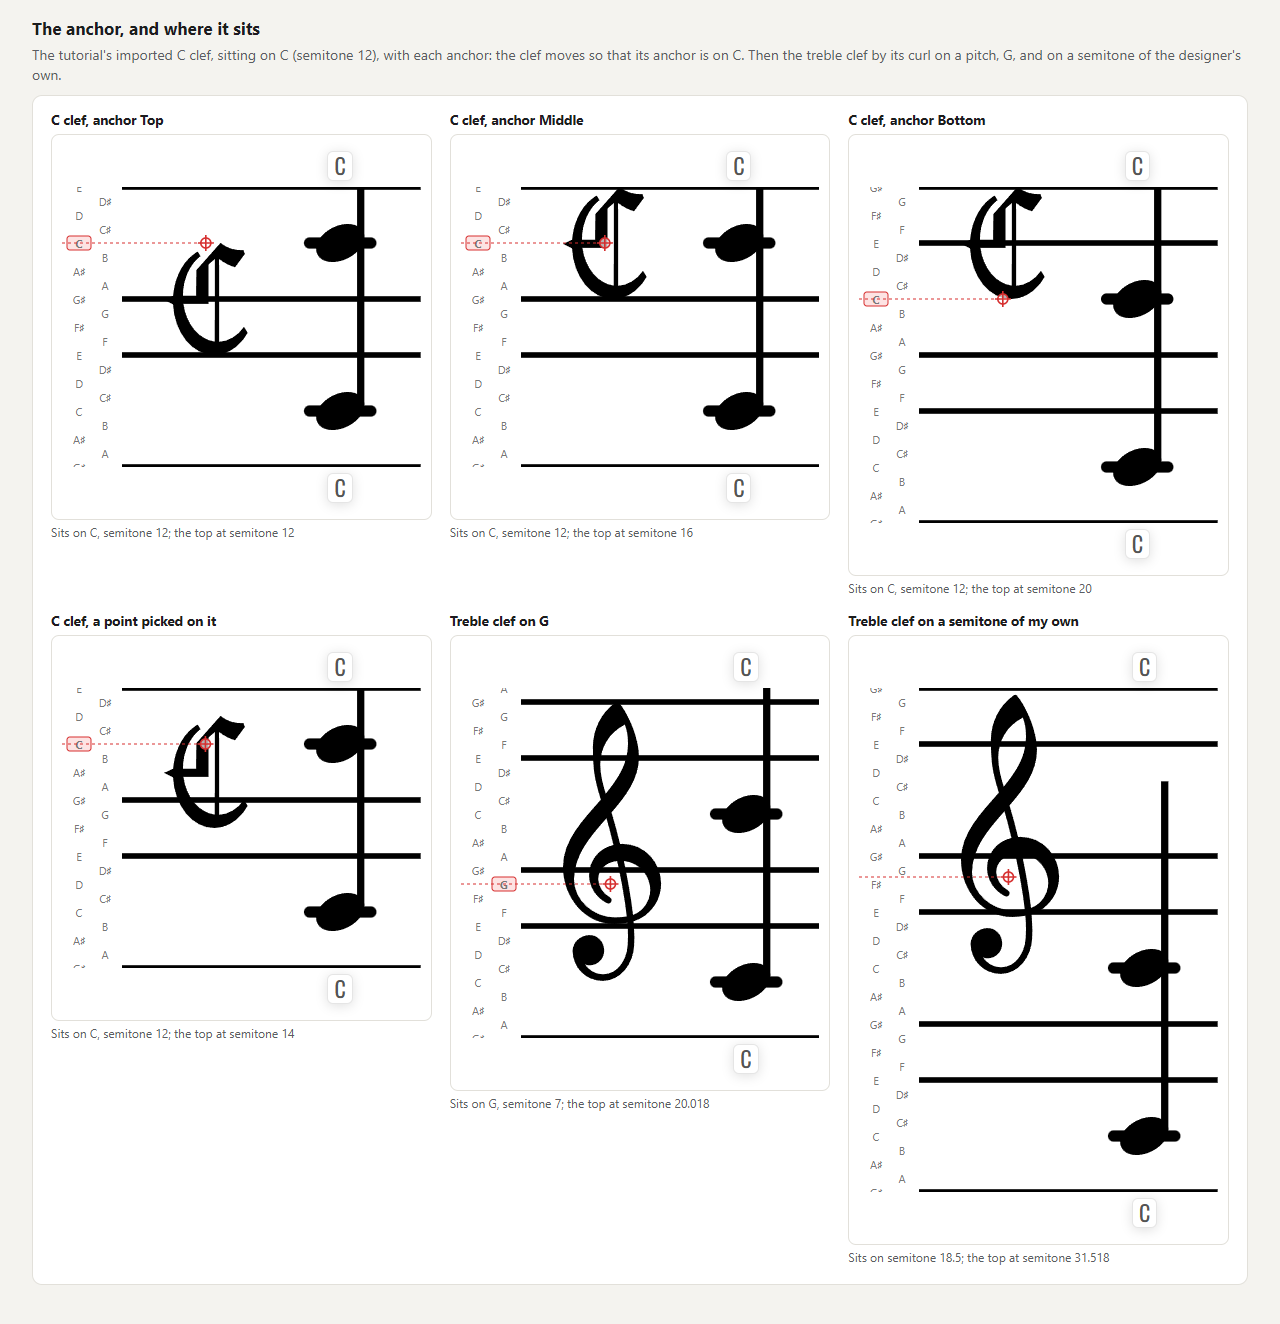 The anchor, and where it sits
The tutorial's imported C clef, sitting on C (semitone 12), with each anchor: the clef moves so that its anchor is on C. Then the treble clef by its curl on a pitch, G, and on a semitone of the designer's
own.
C clef, anchor Top
C
E
D♯
D
C♯
C
B
A♯
A
G♯
G
F♯
F
E
D♯
D
C♯
C
B
A♯
A
C
Sits on C, semitone 12; the top at semitone 12
C clef, anchor Middle
C
E
D♯
D
C♯
C
B
A♯
A
G♯
G
F♯
F
E
D♯
D
C♯
C
B
A♯
A
C
Sits on C, semitone 12; the top at semitone 16
C clef, anchor Bottom
C
G♯
G
F♯
F
E
D♯
D
C♯
C
B
A♯
A
G♯
G
F♯
F
E
D♯
D
C♯
C
B
A♯
A
C
Sits on C, semitone 12; the top at semitone 20
C clef, a point picked on it
C
E
D♯
D
C♯
C
B
A♯
A
G♯
G
F♯
F
E
D♯
D
C♯
C
B
A♯
A
C
Sits on C, semitone 12; the top at semitone 14
Treble clef on G
C
A
G♯
G
F♯
F
E
D♯
D
C♯
C
B
A♯
A
G♯
G
F♯
F
E
D♯
D
C♯
C
B
A♯
A
C
Sits on G, semitone 7; the top at semitone 20.018
Treble clef on a semitone of my own
C
G♯
G
F♯
F
E
D♯
D
C♯
C
B
A♯
A
G♯
G
F♯
F
E
D♯
D
C♯
C
B
A♯
A
G♯
G
F♯
F
E
D♯
D
C♯
C
B
A♯
A
C
Sits on semitone 18.5; the top at semitone 31.518